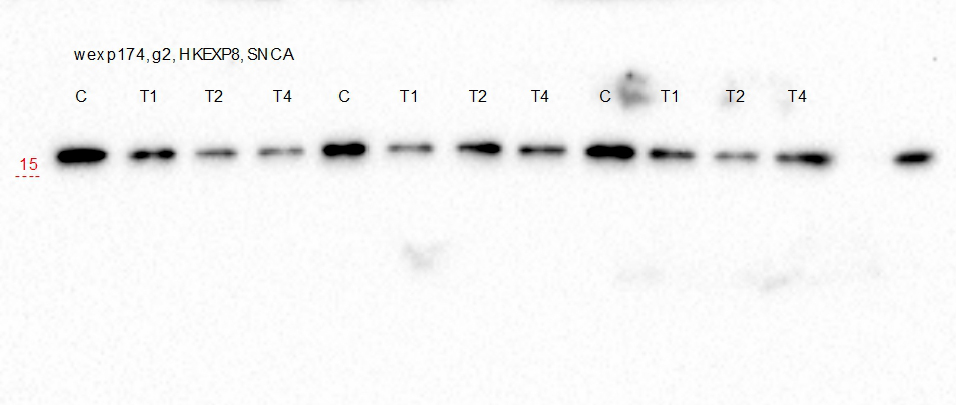 wexp174,g2,HKEXP8,SNCA
C T1 T2 T4 C T1 T2 T4 C T1 T2 T4
15